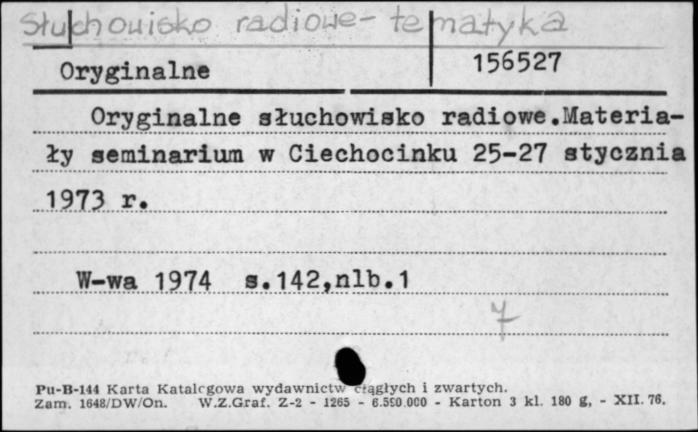 Słuchowisko radiowe - tematyka
Oryginalne 156527
Oryginalne słuchowisko radiowe.Materia-
ły seminarium w Ciechocinku 25-27 stycznia
1973 r.
W-wa 1974 s.142,nlb.1
7
Pu-B-144 Karta Katalogowa wydawnictw ciągłych i zwartych.
Zam. 1648/DW/On. W.Z.Graf. Z-2 - 1265 - 6.500.000 - Karton 3 kl. 180 g, - XII. 76.